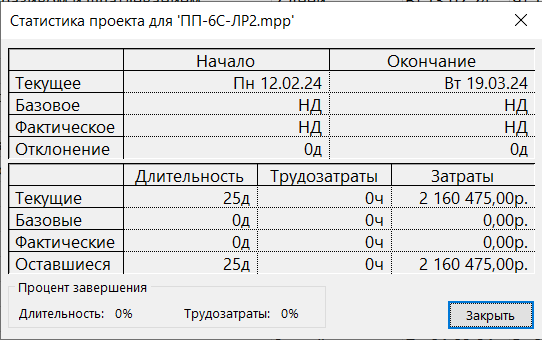 Статистика проекта для 'ПП-6С-ЛР2.mpp'
Начало Окончание
Текущее Пн 12.02.24 Вт 19.03.24
Базовое НД НД
Фактическое НД НД
Отклонение 0д 0д
Длительность Трудозатраты Затраты
Текущие 25д 0ч 2 160 475,00р.
Базовые 0д 0ч 0,00р.
Фактические 0д 0ч 0,00р.
Оставшиеся 25д 0ч 2 160 475,00р.
Процент завершения
Длительность: 0% Трудозатраты: 0%
Закрыть